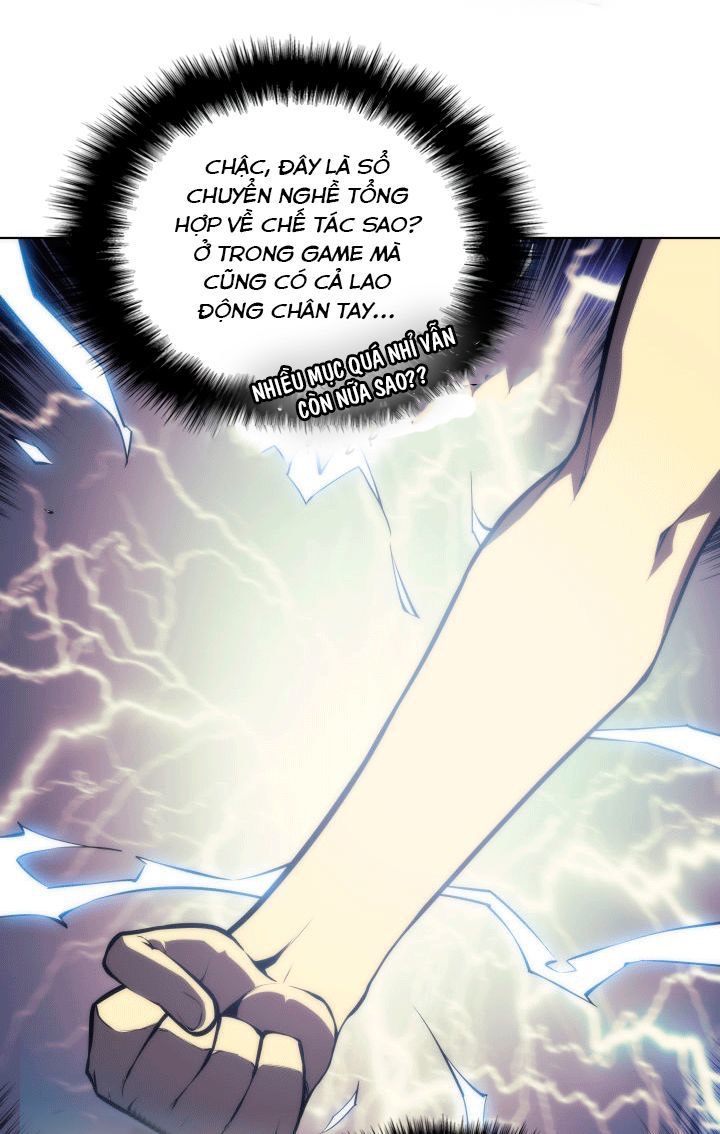 CHẬC, ĐÂY LÀ SỔ
CHUYỂN NGHỀ TỔNG
HỢP VỀ CHẾ TÁC SAO?
Ở TRONG GAME MÀ
CŨNG CÓ CẢ LAO
ĐỘNG CHÂN TAY...
NHIỀU MỤC QUÁ NHỈ VẪN
CÒN NỮA SAO??